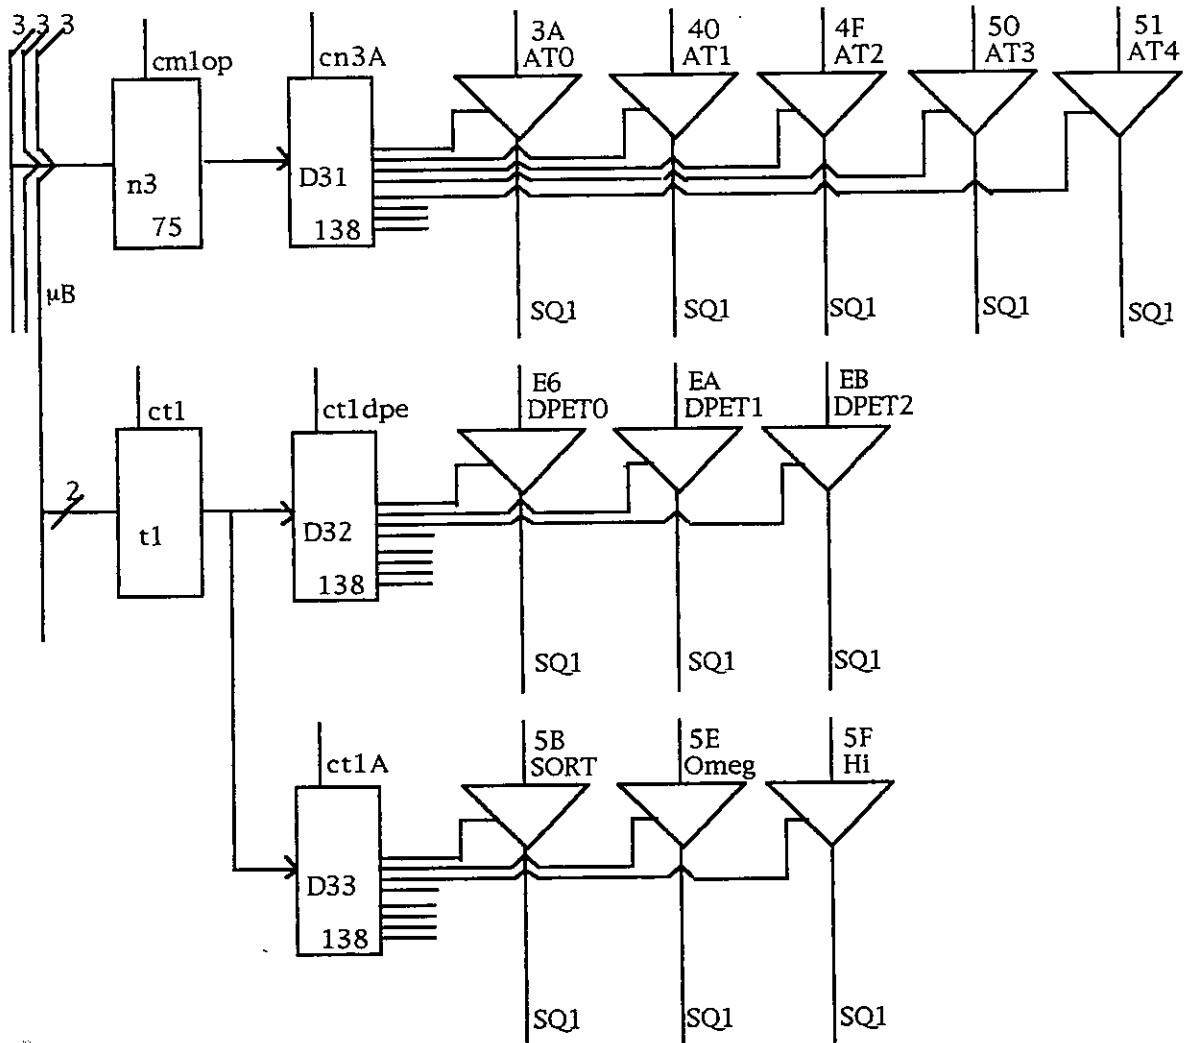 3 3 3
cm1op
cn3A
3A
AT0
40
AT1
4F
AT2
50
AT3
51
AT4
n3
75
D31
138
μB
SQ1
SQ1
SQ1
SQ1
SQ1
ct1
ct1dpe
E6
DPET0
EA
DPET1
EB
DPET2
2
t1
D32
138
SQ1
SQ1
SQ1
ct1A
5B
SORT
5E
Omeg
5F
Hi
D33
138
SQ1
SQ1
SQ1